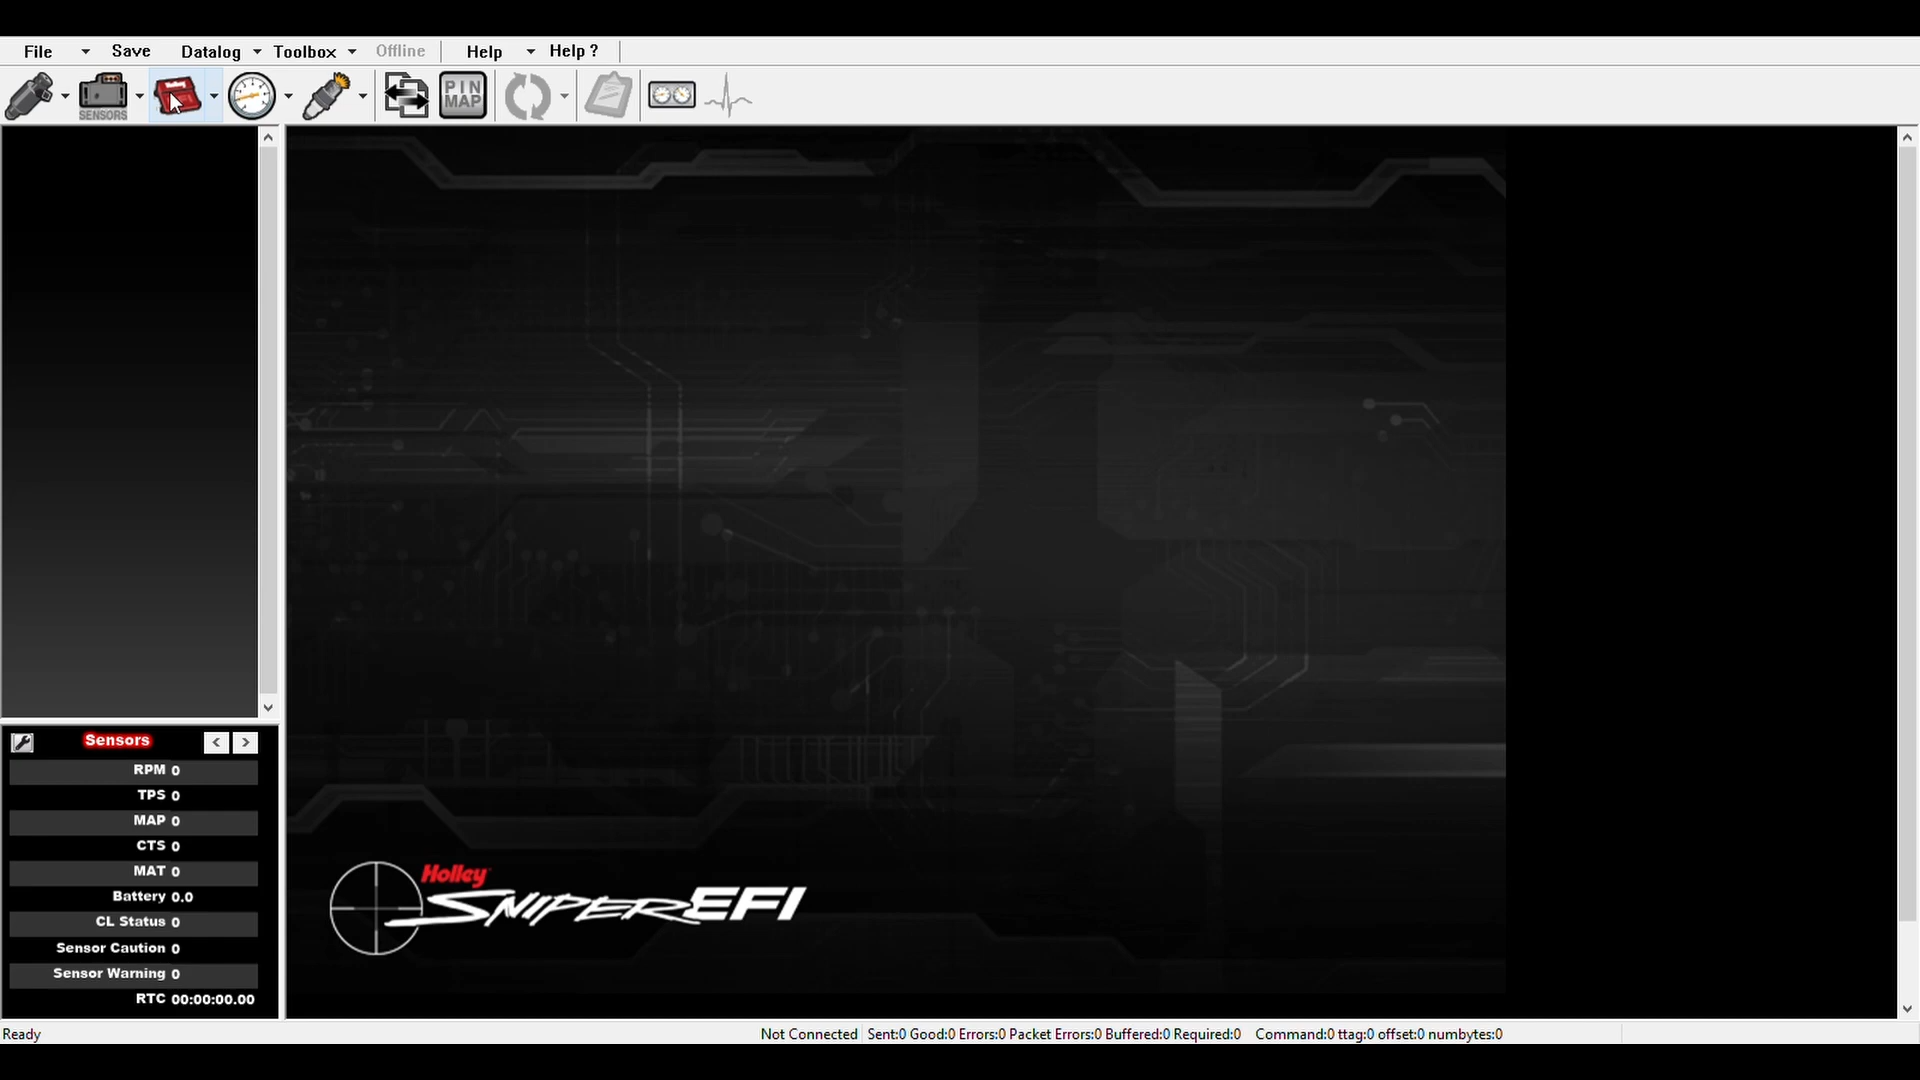 File Save Datalog Toolbox Offline Help Help ?
SENSORS PIN MAP
Sensors < >
RPM 0
TPS 0
MAP 0
CTS 0
MAT 0
Battery 0.0
CL Status 0
Sensor Caution 0
Sensor Warning 0
RTC 00:00:00.00
Holley
SNIPER EFI
Ready Not Connected Sent:0 Good:0 Errors:0 Packet Errors:0 Buffered:0 Required:0 Command:0 ttag:0 offset:0 numbytes:0